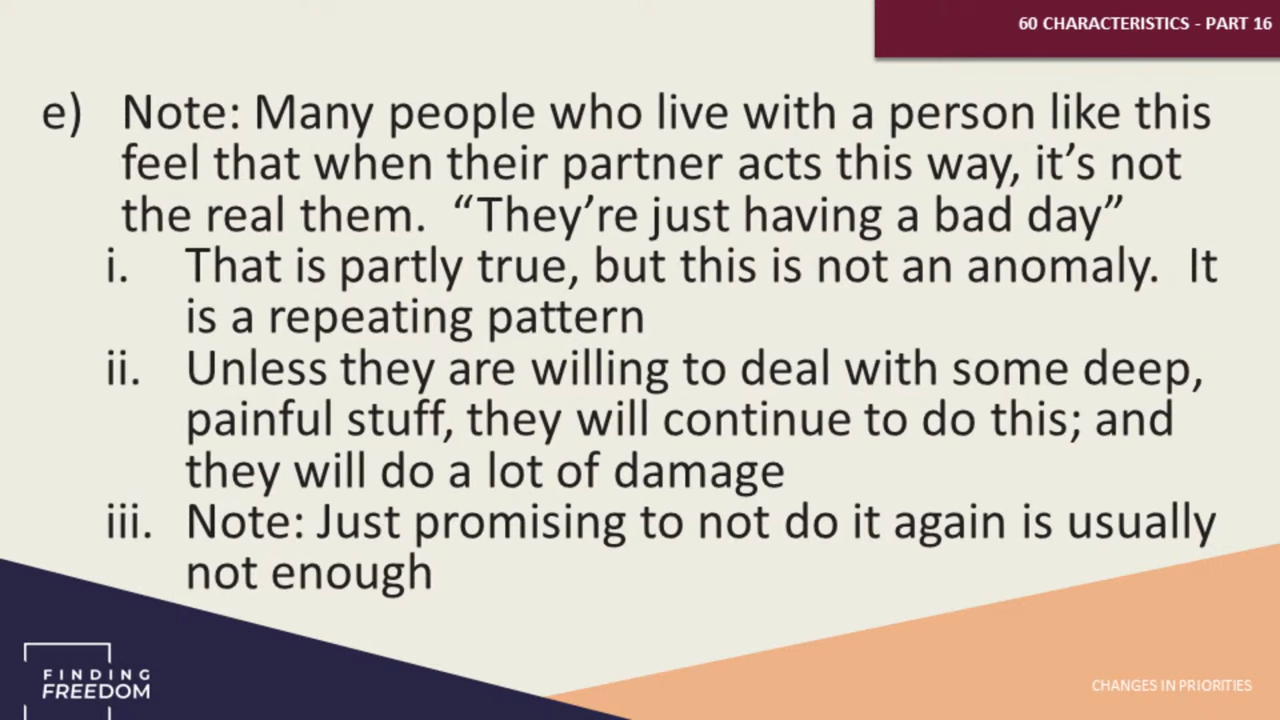 60 CHARACTERISTICS - PART 16
e) Note: Many people who live with a person like this
feel that when their partner acts this way, it’s not
the real them. “They’re just having a bad day”
i. That is partly true, but this is not an anomaly. It
is a repeating pattern
ii. Unless they are willing to deal with some deep,
painful stuff, they will continue to do this; and
they will do a lot of damage
iii. Note: Just promising to not do it again is usually
not enough
FINDING
FREEDOM
CHANGES IN PRIORITIES